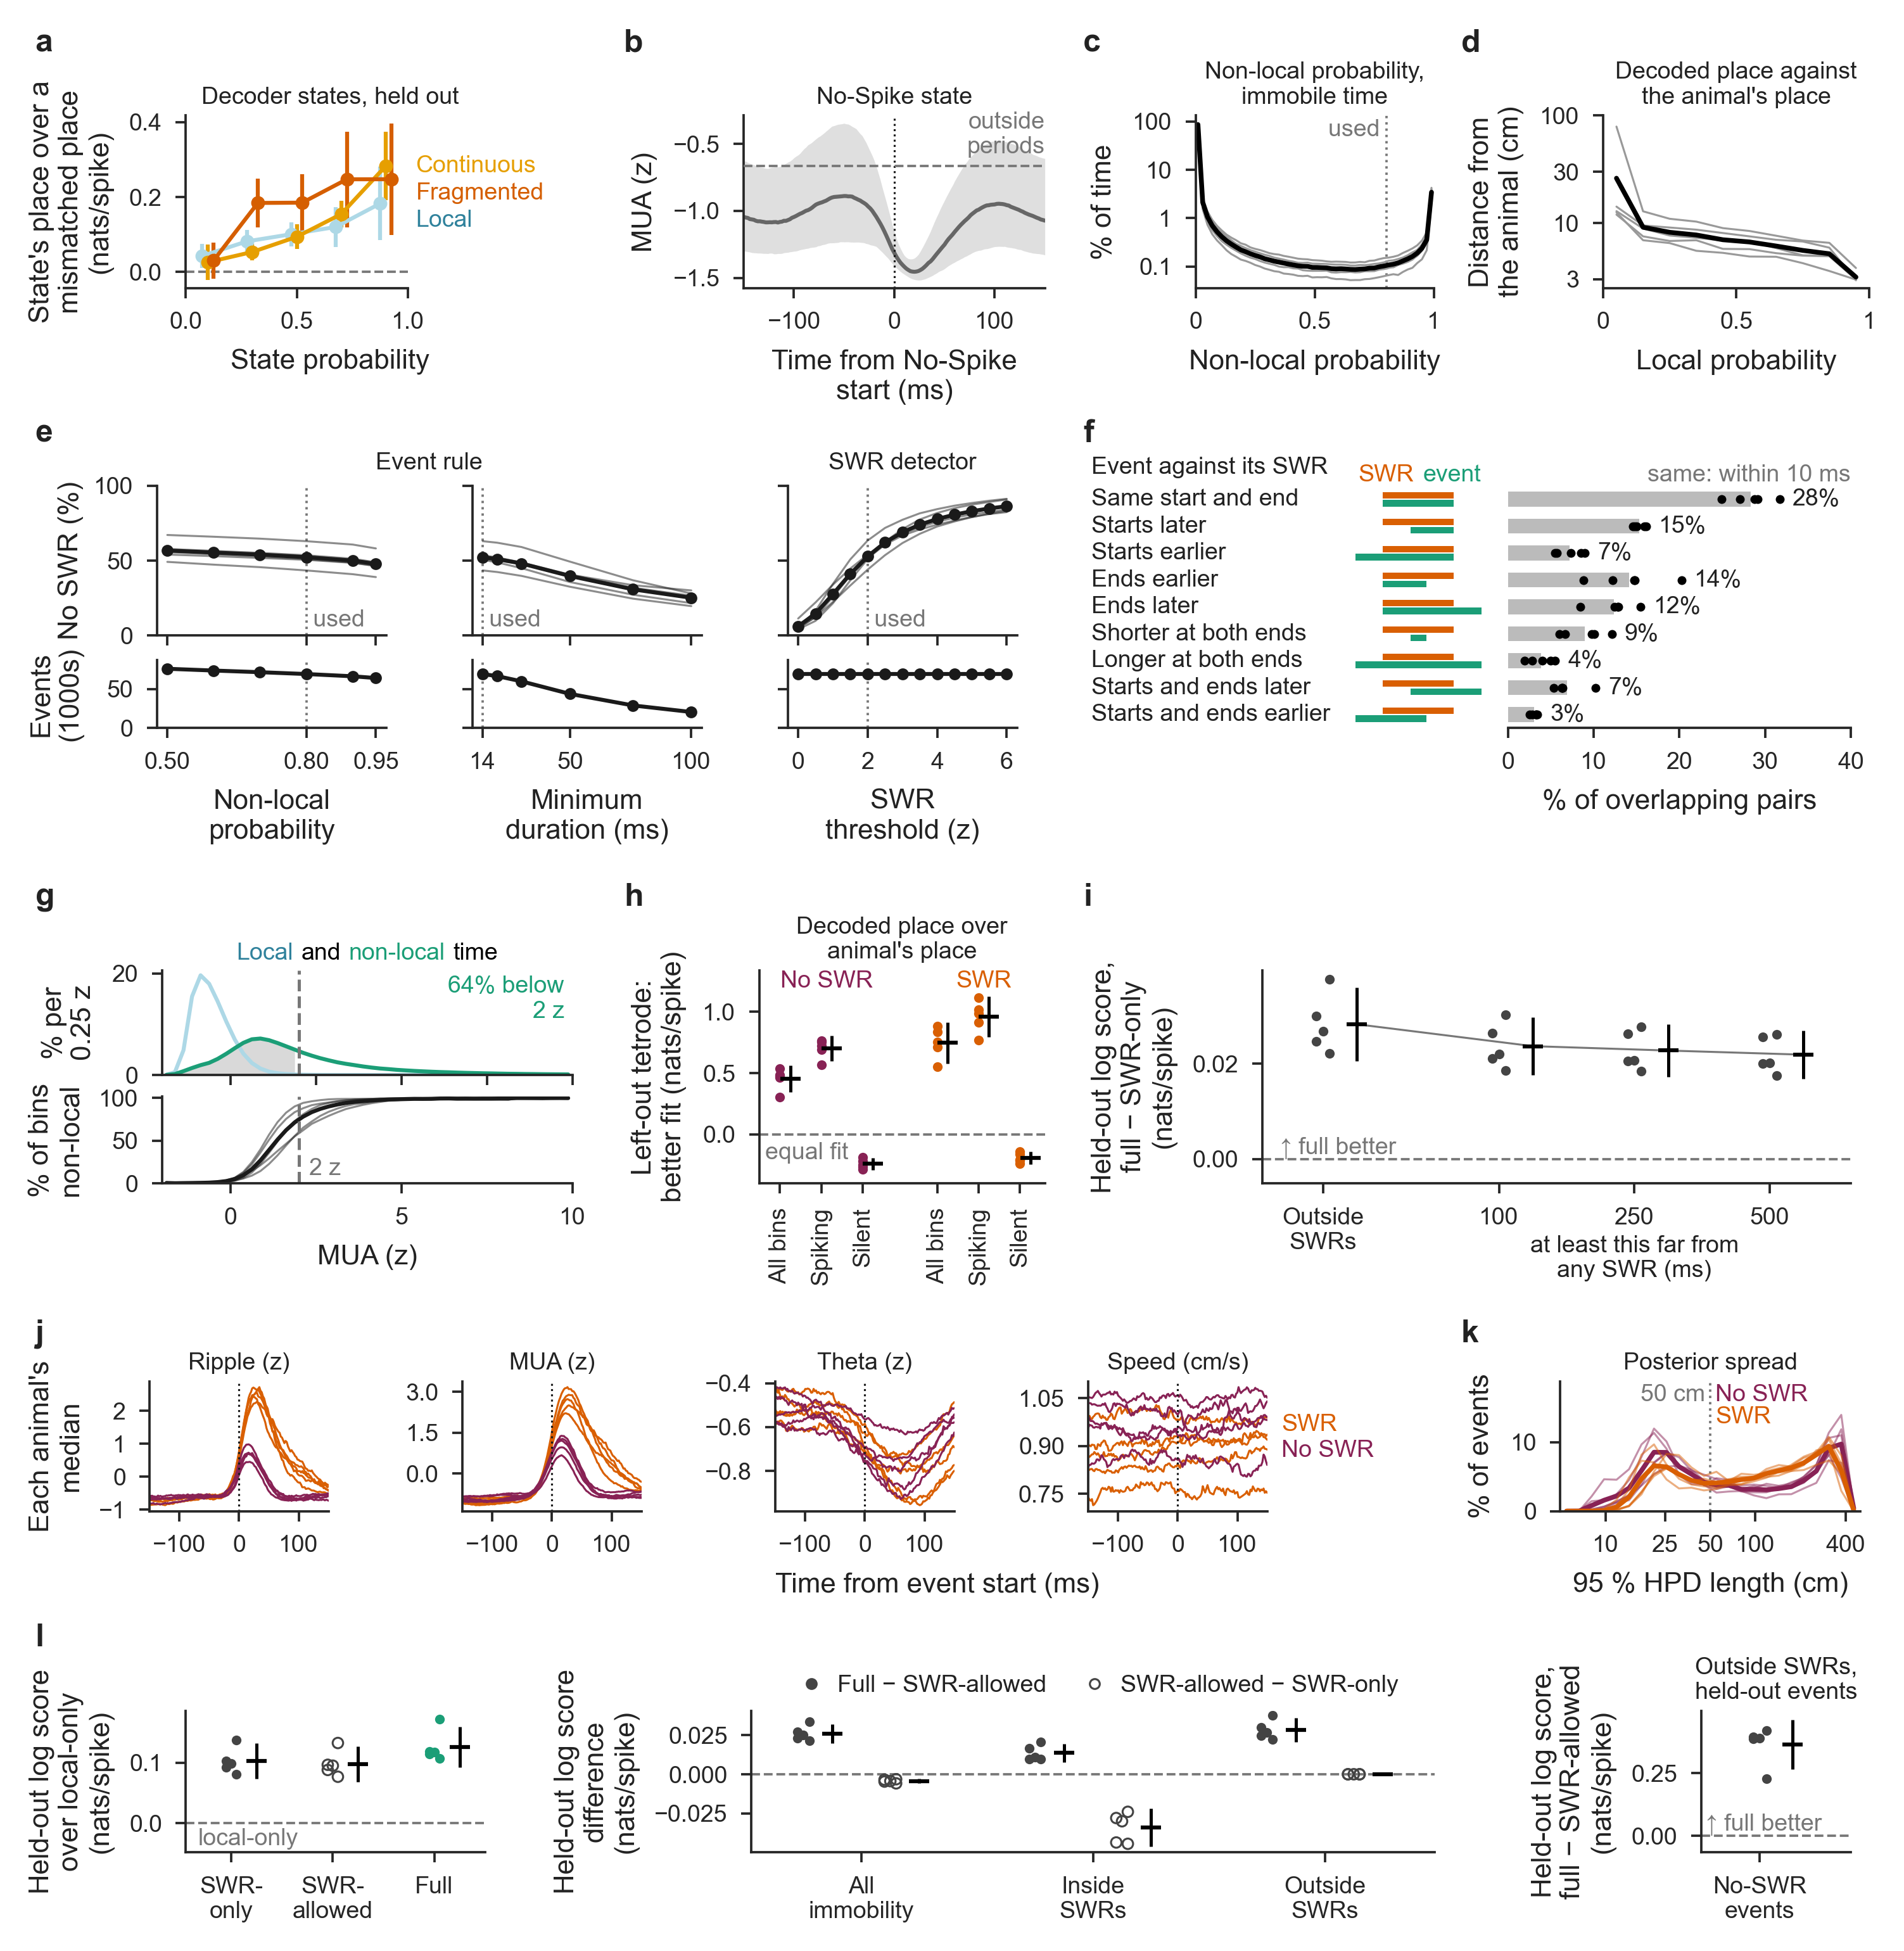 a
State's place over a
mismatched place
(nats/spike)
Decoder states, held out
0.4
0.2
0.0
Continuous
Fragmented
Local
0.0
0.5
1.0
State probability
b
MUA (z)
No-Spike state
outside
periods
−0.5
−1.0
−1.5
−100
0
100
Time from No-Spike
start (ms)
c
Non-local probability,
immobile time
used
% of time
100
10
1
0.1
0
0.5
1
Non-local probability
d
Decoded place against
the animal's place
Distance from
the animal (cm)
100
30
10
3
0
0.5
1
Local probability
e
Event rule
SWR detector
No SWR (%)
100
50
0
used
used
used
Events
(1000s)
50
0
0.50
0.80
0.95
14
50
100
0
2
4
6
Non-local
probability
Minimum
duration (ms)
SWR
threshold (z)
f
Event against its SWR
SWR event
same: within 10 ms
Same start and end
28%
Starts later
15%
Starts earlier
7%
Ends earlier
14%
Ends later
12%
Shorter at both ends
9%
Longer at both ends
4%
Starts and ends later
7%
Starts and ends earlier
3%
0
10
20
30
40
% of overlapping pairs
g
Local and non-local time
64% below
2 z
% per
0.25 z
20
0
% of bins
non-local
100
50
0
2 z
0
5
10
MUA (z)
h
Decoded place over
animal's place
No SWR
SWR
Left-out tetrode:
better fit (nats/spike)
1.0
0.5
0.0
equal fit
All bins
Spiking
Silent
All bins
Spiking
Silent
i
Held-out log score,
full − SWR-only
(nats/spike)
0.02
0.00
↑ full better
Outside
SWRs
100
250
500
at least this far from
any SWR (ms)
j
Each animal's
median
Ripple (z)
2
1
0
−1
−100
0
100
MUA (z)
3.0
1.5
0.0
−100
0
100
Theta (z)
−0.4
−0.6
−0.8
−100
0
100
Speed (cm/s)
1.05
0.90
0.75
−100
0
100
SWR
No SWR
Time from event start (ms)
k
Posterior spread
50 cm
No SWR
SWR
% of events
10
0
10
25
50
100
400
95 % HPD length (cm)
l
Held-out log score
over local-only
(nats/spike)
0.1
0.0
local-only
SWR-
only
SWR-
allowed
Full
Held-out log score
difference
(nats/spike)
Full − SWR-allowed
SWR-allowed − SWR-only
0.025
0.000
−0.025
All
immobility
Inside
SWRs
Outside
SWRs
Held-out log score,
full − SWR-allowed
(nats/spike)
Outside SWRs,
held-out events
0.25
0.00
↑ full better
No-SWR
events